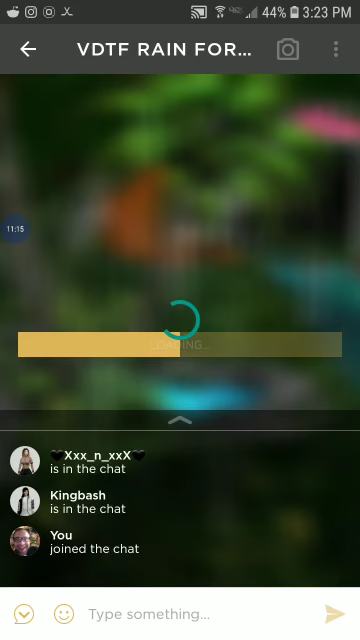 44% 3:23 PM
VDTF RAIN FOR...
11:15
LOADING...
🖤Xxx_n_xxX🖤
is in the chat
Kingbash
is in the chat
You
joined the chat
Type something...